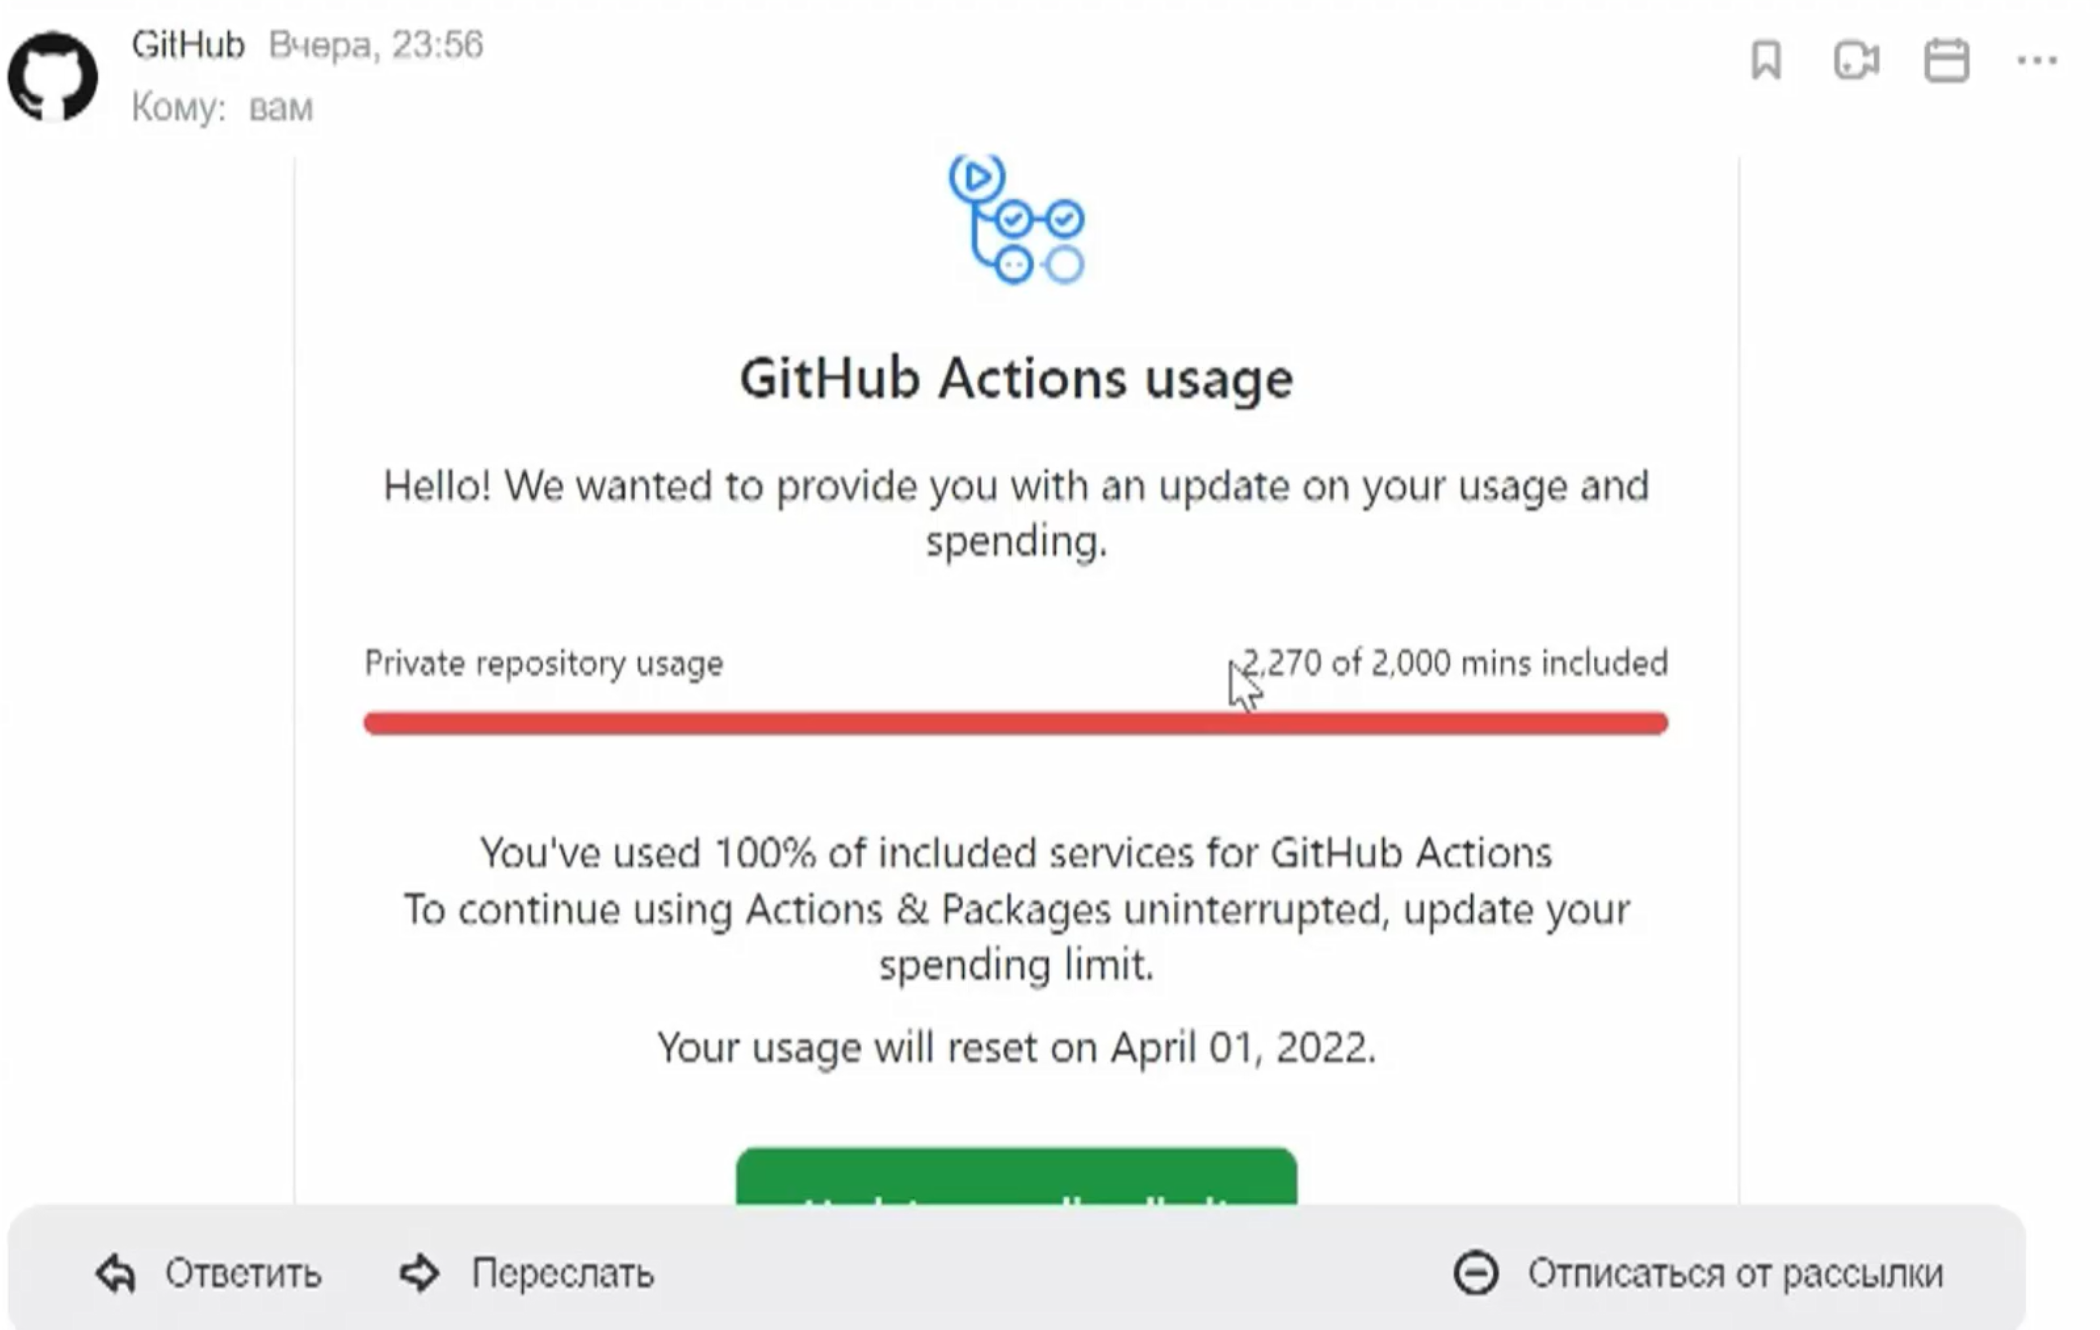 GitHub Вчера, 23:56
Кому: вам
GitHub Actions usage
Hello! We wanted to provide you with an update on your usage and
spending.
Private repository usage 2,270 of 2,000 mins included
You've used 100% of included services for GitHub Actions
To continue using Actions & Packages uninterrupted, update your
spending limit.
Your usage will reset on April 01, 2022.
Ответить Переслать Отписаться от рассылки